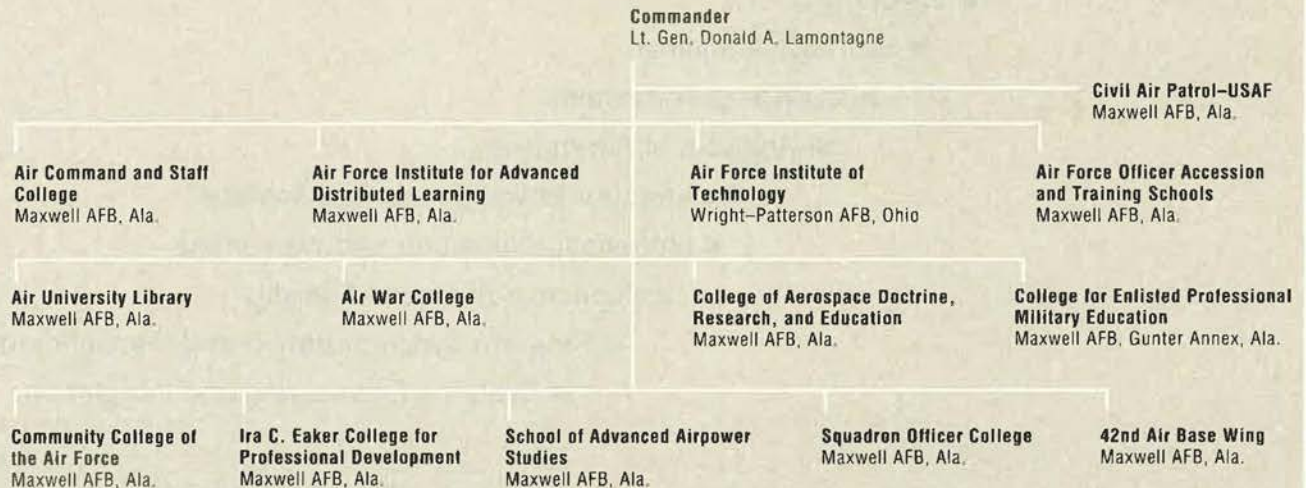 Commander
Lt. Gen. Donald A. Lamontagne
Civil Air Patrol–USAF
Maxwell AFB, Ala.
Air Command and Staff
College
Maxwell AFB, Ala.
Air Force Institute for Advanced
Distributed Learning
Maxwell AFB, Ala.
Air Force Institute of
Technology
Wright–Patterson AFB, Ohio
Air Force Officer Accession
and Training Schools
Maxwell AFB, Ala.
Air University Library
Maxwell AFB, Ala.
Air War College
Maxwell AFB, Ala.
College of Aerospace Doctrine,
Research, and Education
Maxwell AFB, Ala.
College for Enlisted Professional
Military Education
Maxwell AFB, Gunter Annex, Ala.
Community College of
the Air Force
Maxwell AFB, Ala.
Ira C. Eaker College for
Professional Development
Maxwell AFB, Ala.
School of Advanced Airpower
Studies
Maxwell AFB, Ala.
Squadron Officer College
Maxwell AFB, Ala.
42nd Air Base Wing
Maxwell AFB, Ala.